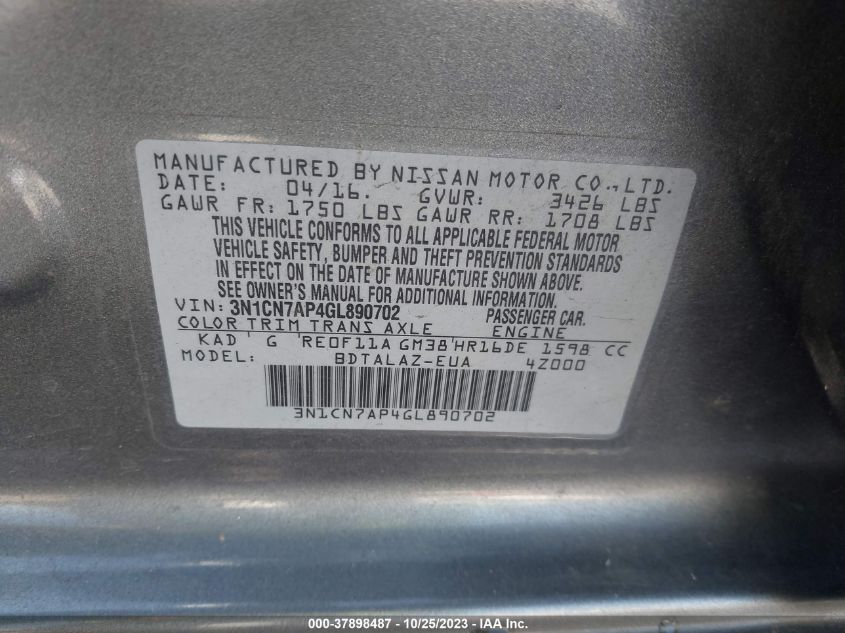 MANUFACTURED BY NISSAN MOTOR CO., LTD.
DATE: 04/16. GVWR: 3426 LBS
GAWR FR: 1750 LBS GAWR RR: 1708 LBS
THIS VEHICLE CONFORMS TO ALL APPLICABLE FEDERAL MOTOR
VEHICLE SAFETY, BUMPER AND THEFT PREVENTION STANDARDS
IN EFFECT ON THE DATE OF MANUFACTURE SHOWN ABOVE.
SEE OWNER'S MANUAL FOR ADDITIONAL INFORMATION.
VIN: 3N1CN7AP4GL890702 PASSENGER CAR.
COLOR TRIM TRANS AXLE ENGINE
KAD G RE0F11A GM38 HR16DE 1598 CC
MODEL: BDTALAZ-EUA 4Z000
3N1CN7AP4GL890702
000-37898487 - 10/25/2023 - IAA Inc.